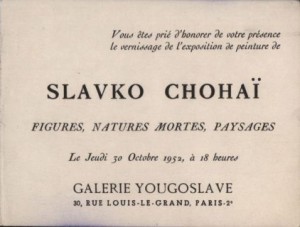 Vous êtes prié d'honorer de votre présence
le vernissage de l'exposition de peinture de
SLAVKO CHOHAÏ
FIGURES, NATURES MORTES, PAYSAGES
Le Jeudi 30 Octobre 1952, à 18 heures
GALERIE YOUGOSLAVE
30, RUE LOUIS-LE-GRAND, PARIS-2ᵉ